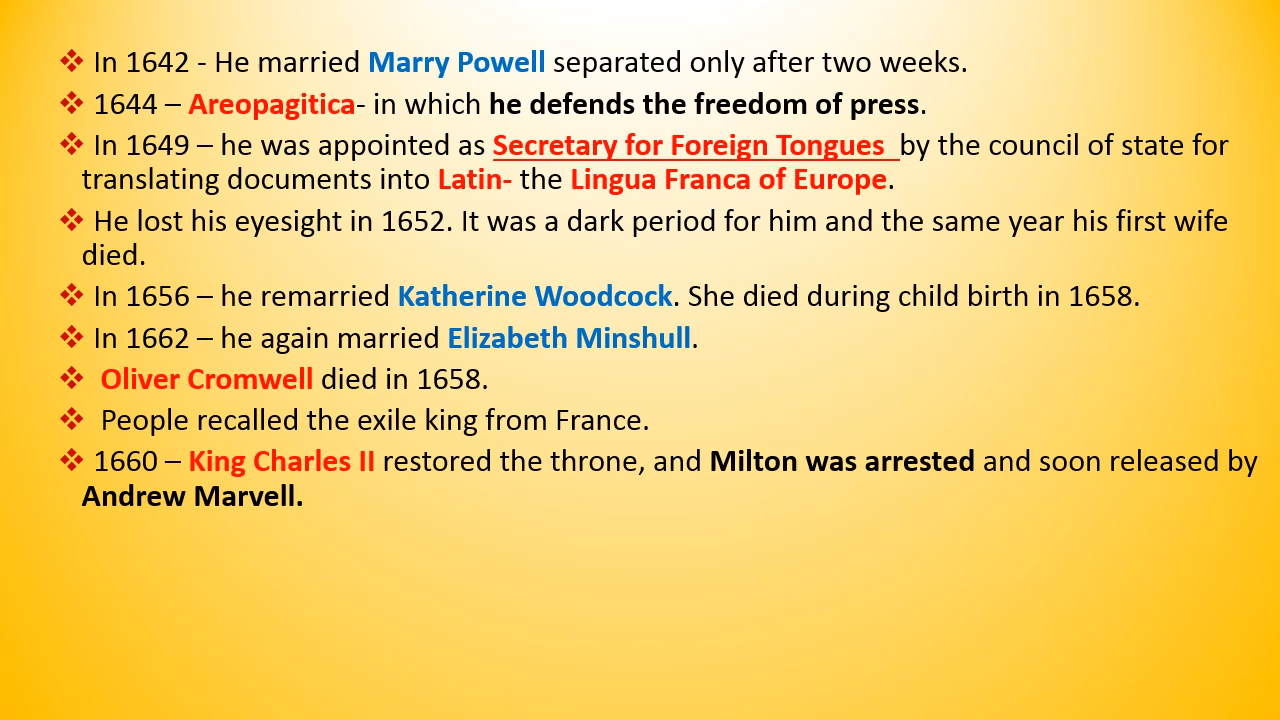 ❖ In 1642 - He married Marry Powell separated only after two weeks.
❖ 1644 – Areopagitica- in which he defends the freedom of press.
❖ In 1649 – he was appointed as Secretary for Foreign Tongues by the council of state for
translating documents into Latin- the Lingua Franca of Europe.
❖ He lost his eyesight in 1652. It was a dark period for him and the same year his first wife
died.
❖ In 1656 – he remarried Katherine Woodcock. She died during child birth in 1658.
❖ In 1662 – he again married Elizabeth Minshull.
❖ Oliver Cromwell died in 1658.
❖ People recalled the exile king from France.
❖ 1660 – King Charles II restored the throne, and Milton was arrested and soon released by
Andrew Marvell.